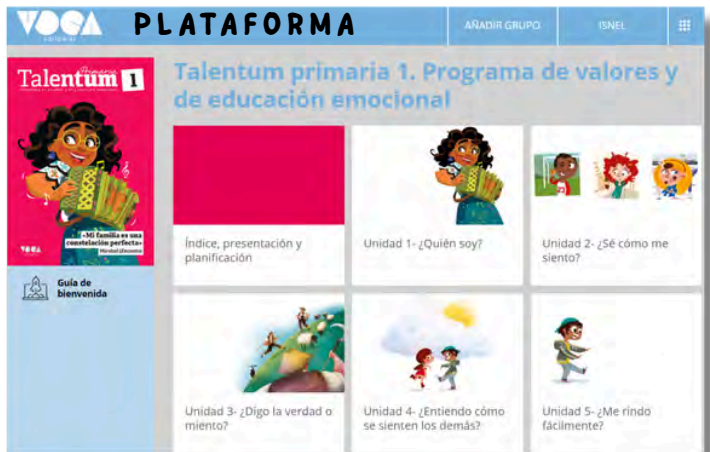 VOCA
EDITORIAL
PLATAFORMA
AÑADIR GRUPO
ISNEL
Primaria
Talentum 1
«Mi familia es una
constelación perfecta»
VOCA
Guía de
bienvenida
Talentum primaria 1. Programa de valores y
de educación emocional
Índice, presentación y
planificación
Unidad 1- ¿Quién soy?
Unidad 2- ¿Sé cómo me
siento?
Unidad 3- ¿Digo la verdad o
miento?
Unidad 4- ¿Entiendo cómo
se sienten los demás?
Unidad 5- ¿Me rindo
fácilmente?